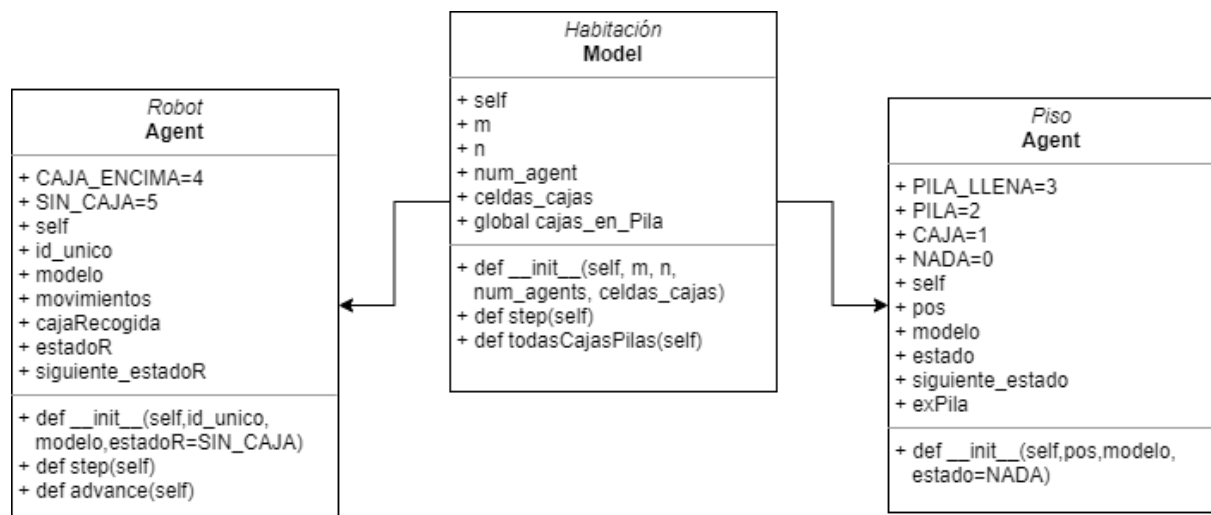 Robot
Agent
+ CAJA_ENCIMA=4
+ SIN_CAJA=5
+ self
+ id_unico
+ modelo
+ movimientos
+ cajaRecogida
+ estadoR
+ siguiente_estadoR
+ def __init__(self,id_unico,
modelo,estadoR=SIN_CAJA)
+ def step(self)
+ def advance(self)
Habitación
Model
+ self
+ m
+ n
+ num_agent
+ celdas_cajas
+ global cajas_en_Pila
+ def __init__(self, m, n,
num_agents, celdas_cajas)
+ def step(self)
+ def todasCajasPilas(self)
Piso
Agent
+ PILA_LLENA=3
+ PILA=2
+ CAJA=1
+ NADA=0
+ self
+ pos
+ modelo
+ estado
+ siguiente_estado
+ exPila
+ def __init__(self,pos,modelo,
estado=NADA)